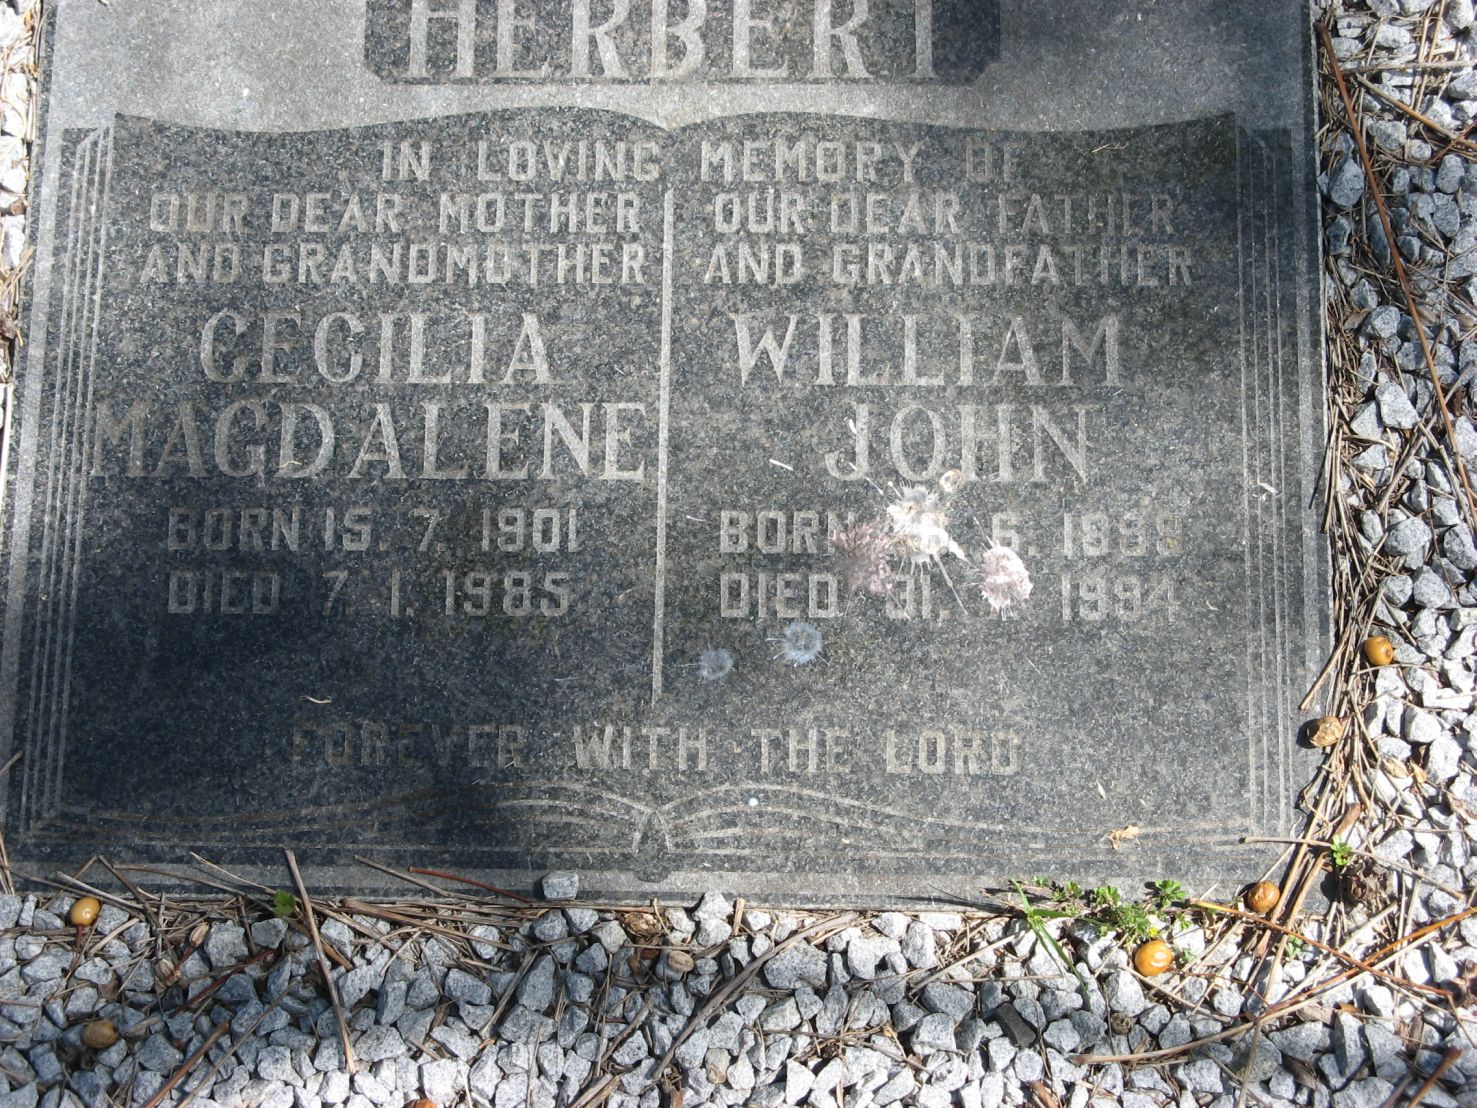 HERBERT
IN LOVING MEMORY OF
OUR DEAR MOTHER
AND GRANDMOTHER
CECILIA
MAGDALENE
BORN 15. 7. 1901
DIED 7. 1. 1985
OUR DEAR FATHER
AND GRANDFATHER
WILLIAM
JOHN
BORN 6. 1899
DIED 31. 1994
FOREVER WITH THE LORD